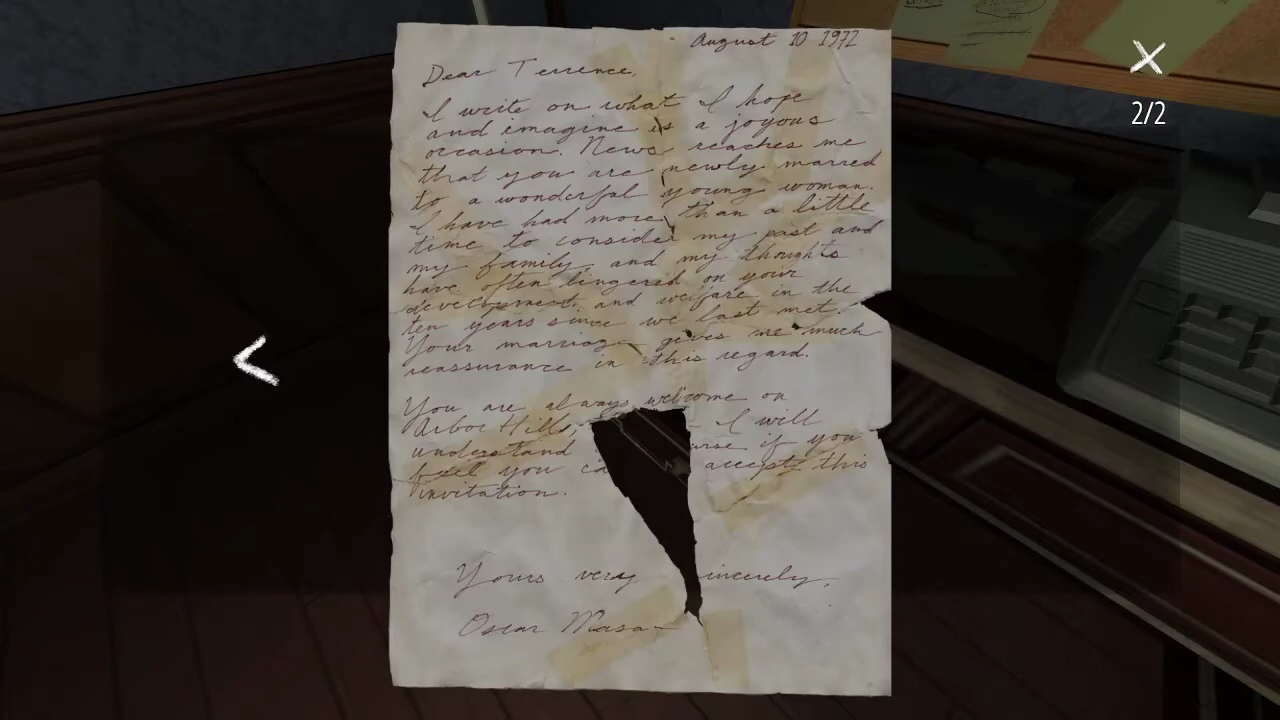 2/2
August 10 1972
Dear Terrence,
I write on what I hope
and imagine is a joyous
occasion. News reaches me
that you are newly married
to a wonderful young woman.
I have had more than a little
time to consider my past and
my family, and my thoughts
have often lingered on your
development and welfare in the
ten years since we last met.
Your marriage gives me much
reassurance in this regard.
You are always welcome on
Arbor Hill, I will
understand if you
feel you accept this
invitation.
Yours very incerely,
Oscar Masan